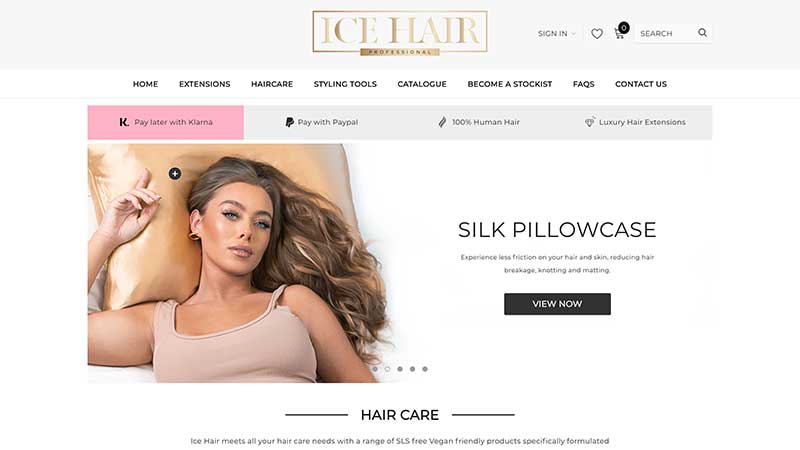 ICE HAIR
PROFESSIONAL
SIGN IN
0
SEARCH
HOME EXTENSIONS HAIRCARE STYLING TOOLS CATALOGUE BECOME A STOCKIST FAQS CONTACT US
K. Pay later with Klarna Pay with Paypal 100% Human Hair Luxury Hair Extensions
SILK PILLOWCASE
Experience less friction on your hair and skin, reducing hair
breakage, knotting and matting.
VIEW NOW
HAIR CARE
Ice Hair meets all your hair care needs with a range of SLS free Vegan friendly products specifically formulated